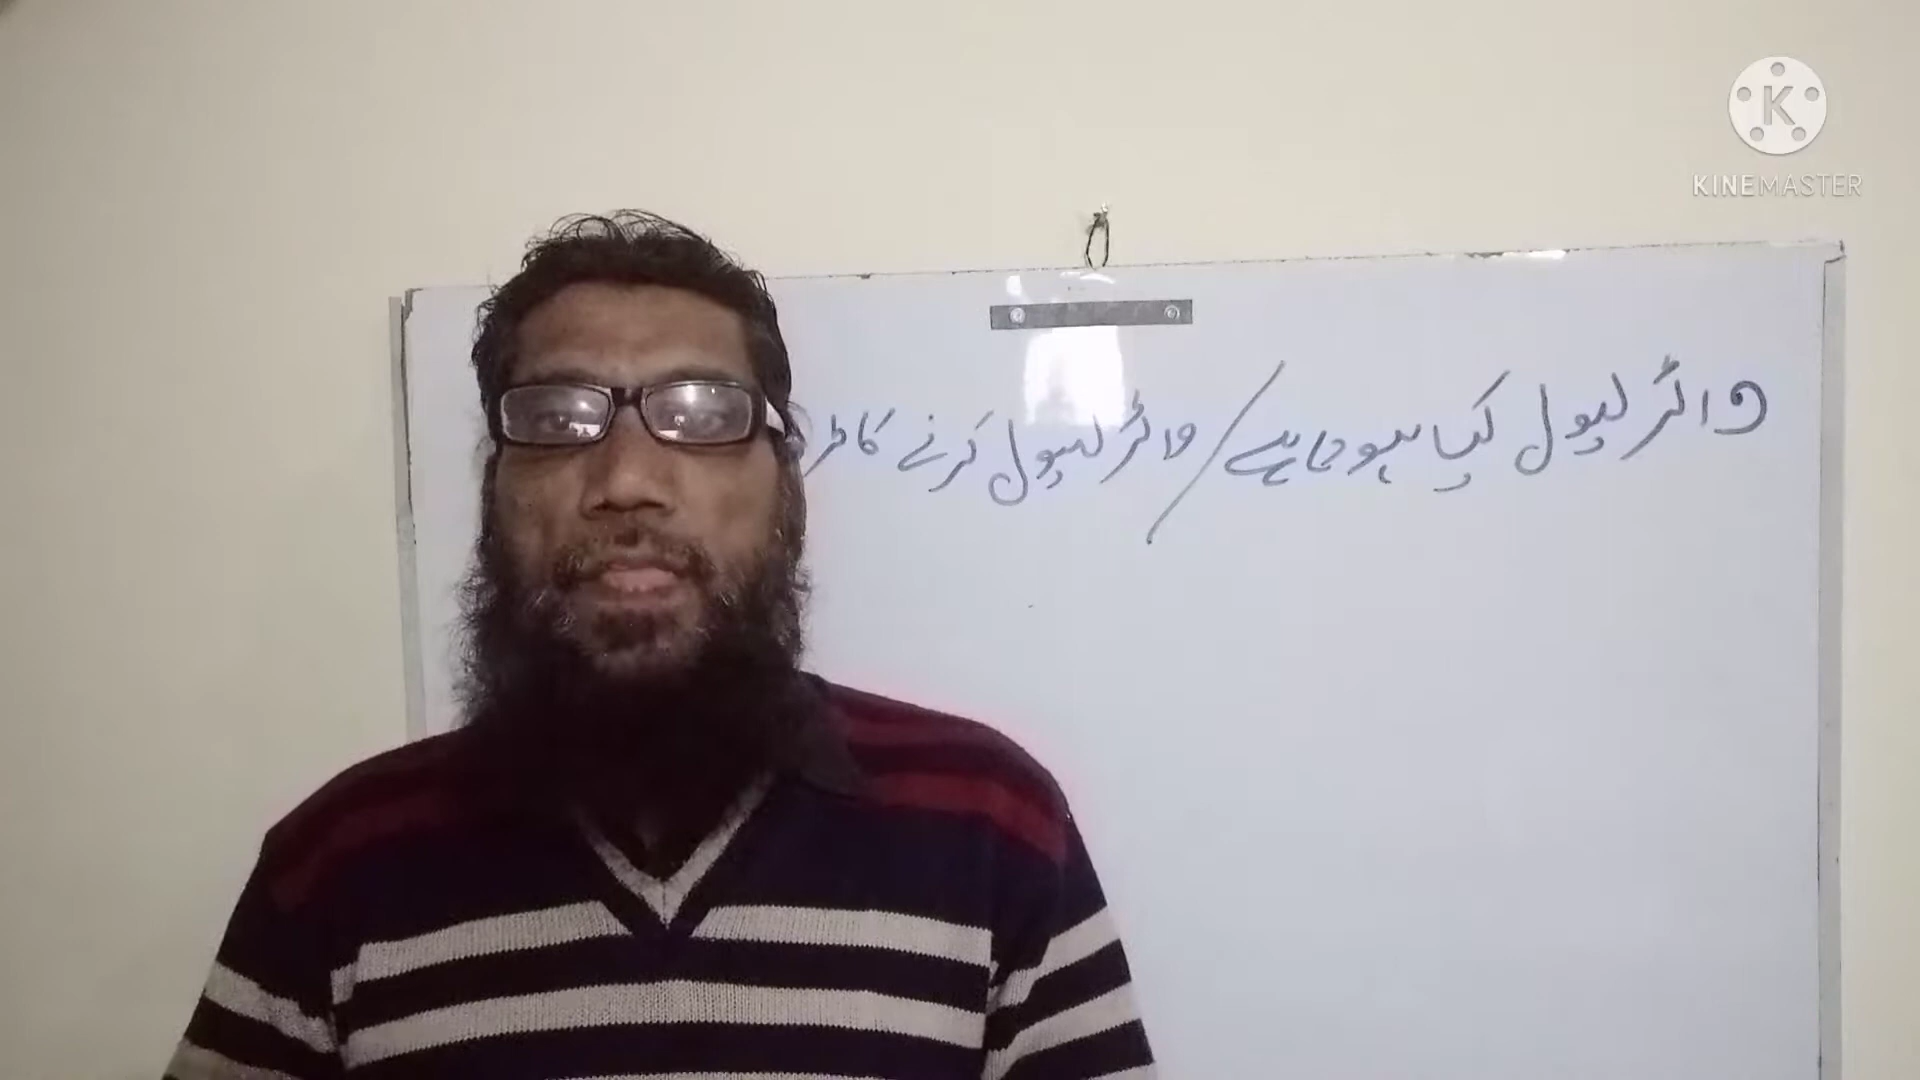 KINEMASTER
واٹر لیول کیا ہوتا ہے / واٹر لیول کرنے کا